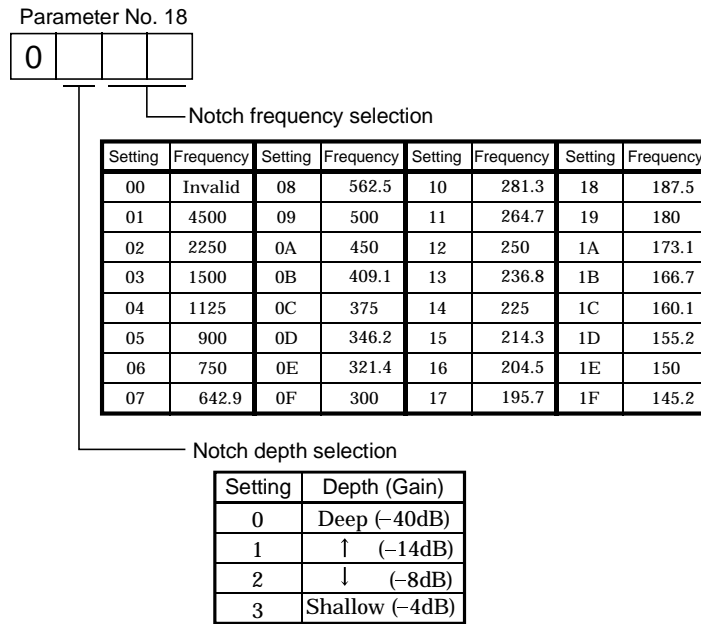 Parameter No. 18
0
Notch frequency selection
Setting Frequency Setting Frequency Setting Frequency Setting Frequency
00 Invalid 08 562.5 10 281.3 18 187.5
01 4500 09 500 11 264.7 19 180
02 2250 0A 450 12 250 1A 173.1
03 1500 0B 409.1 13 236.8 1B 166.7
04 1125 0C 375 14 225 1C 160.1
05 900 0D 346.2 15 214.3 1D 155.2
06 750 0E 321.4 16 204.5 1E 150
07 642.9 0F 300 17 195.7 1F 145.2
Notch depth selection
Setting Depth (Gain)
0 Deep (−40dB)
1 ↑ (−14dB)
2 ↓ (−8dB)
3 Shallow (−4dB)